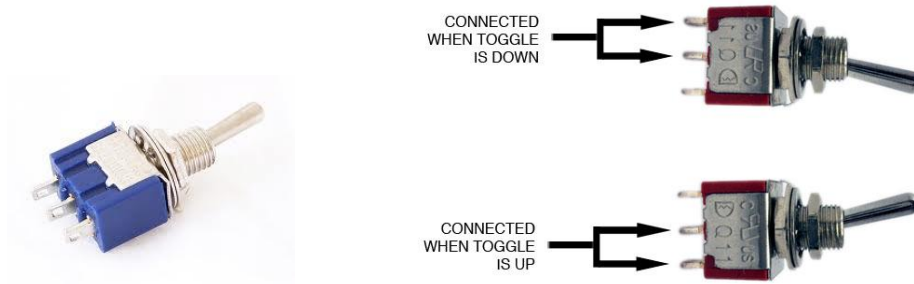 CONNECTED
WHEN TOGGLE
IS DOWN
CONNECTED
WHEN TOGGLE
IS UP